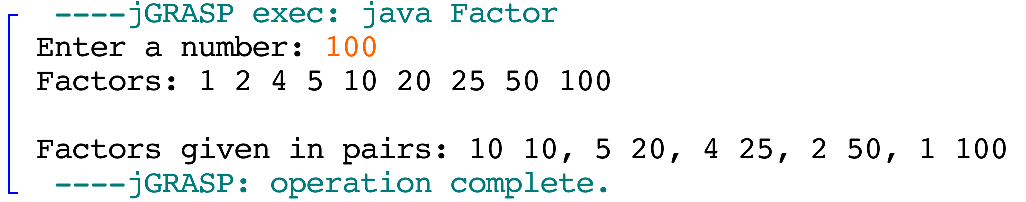 ----jGRASP exec: java Factor
Enter a number: 100
Factors: 1 2 4 5 10 20 25 50 100
Factors given in pairs: 10 10, 5 20, 4 25, 2 50, 1 100
----jGRASP: operation complete.